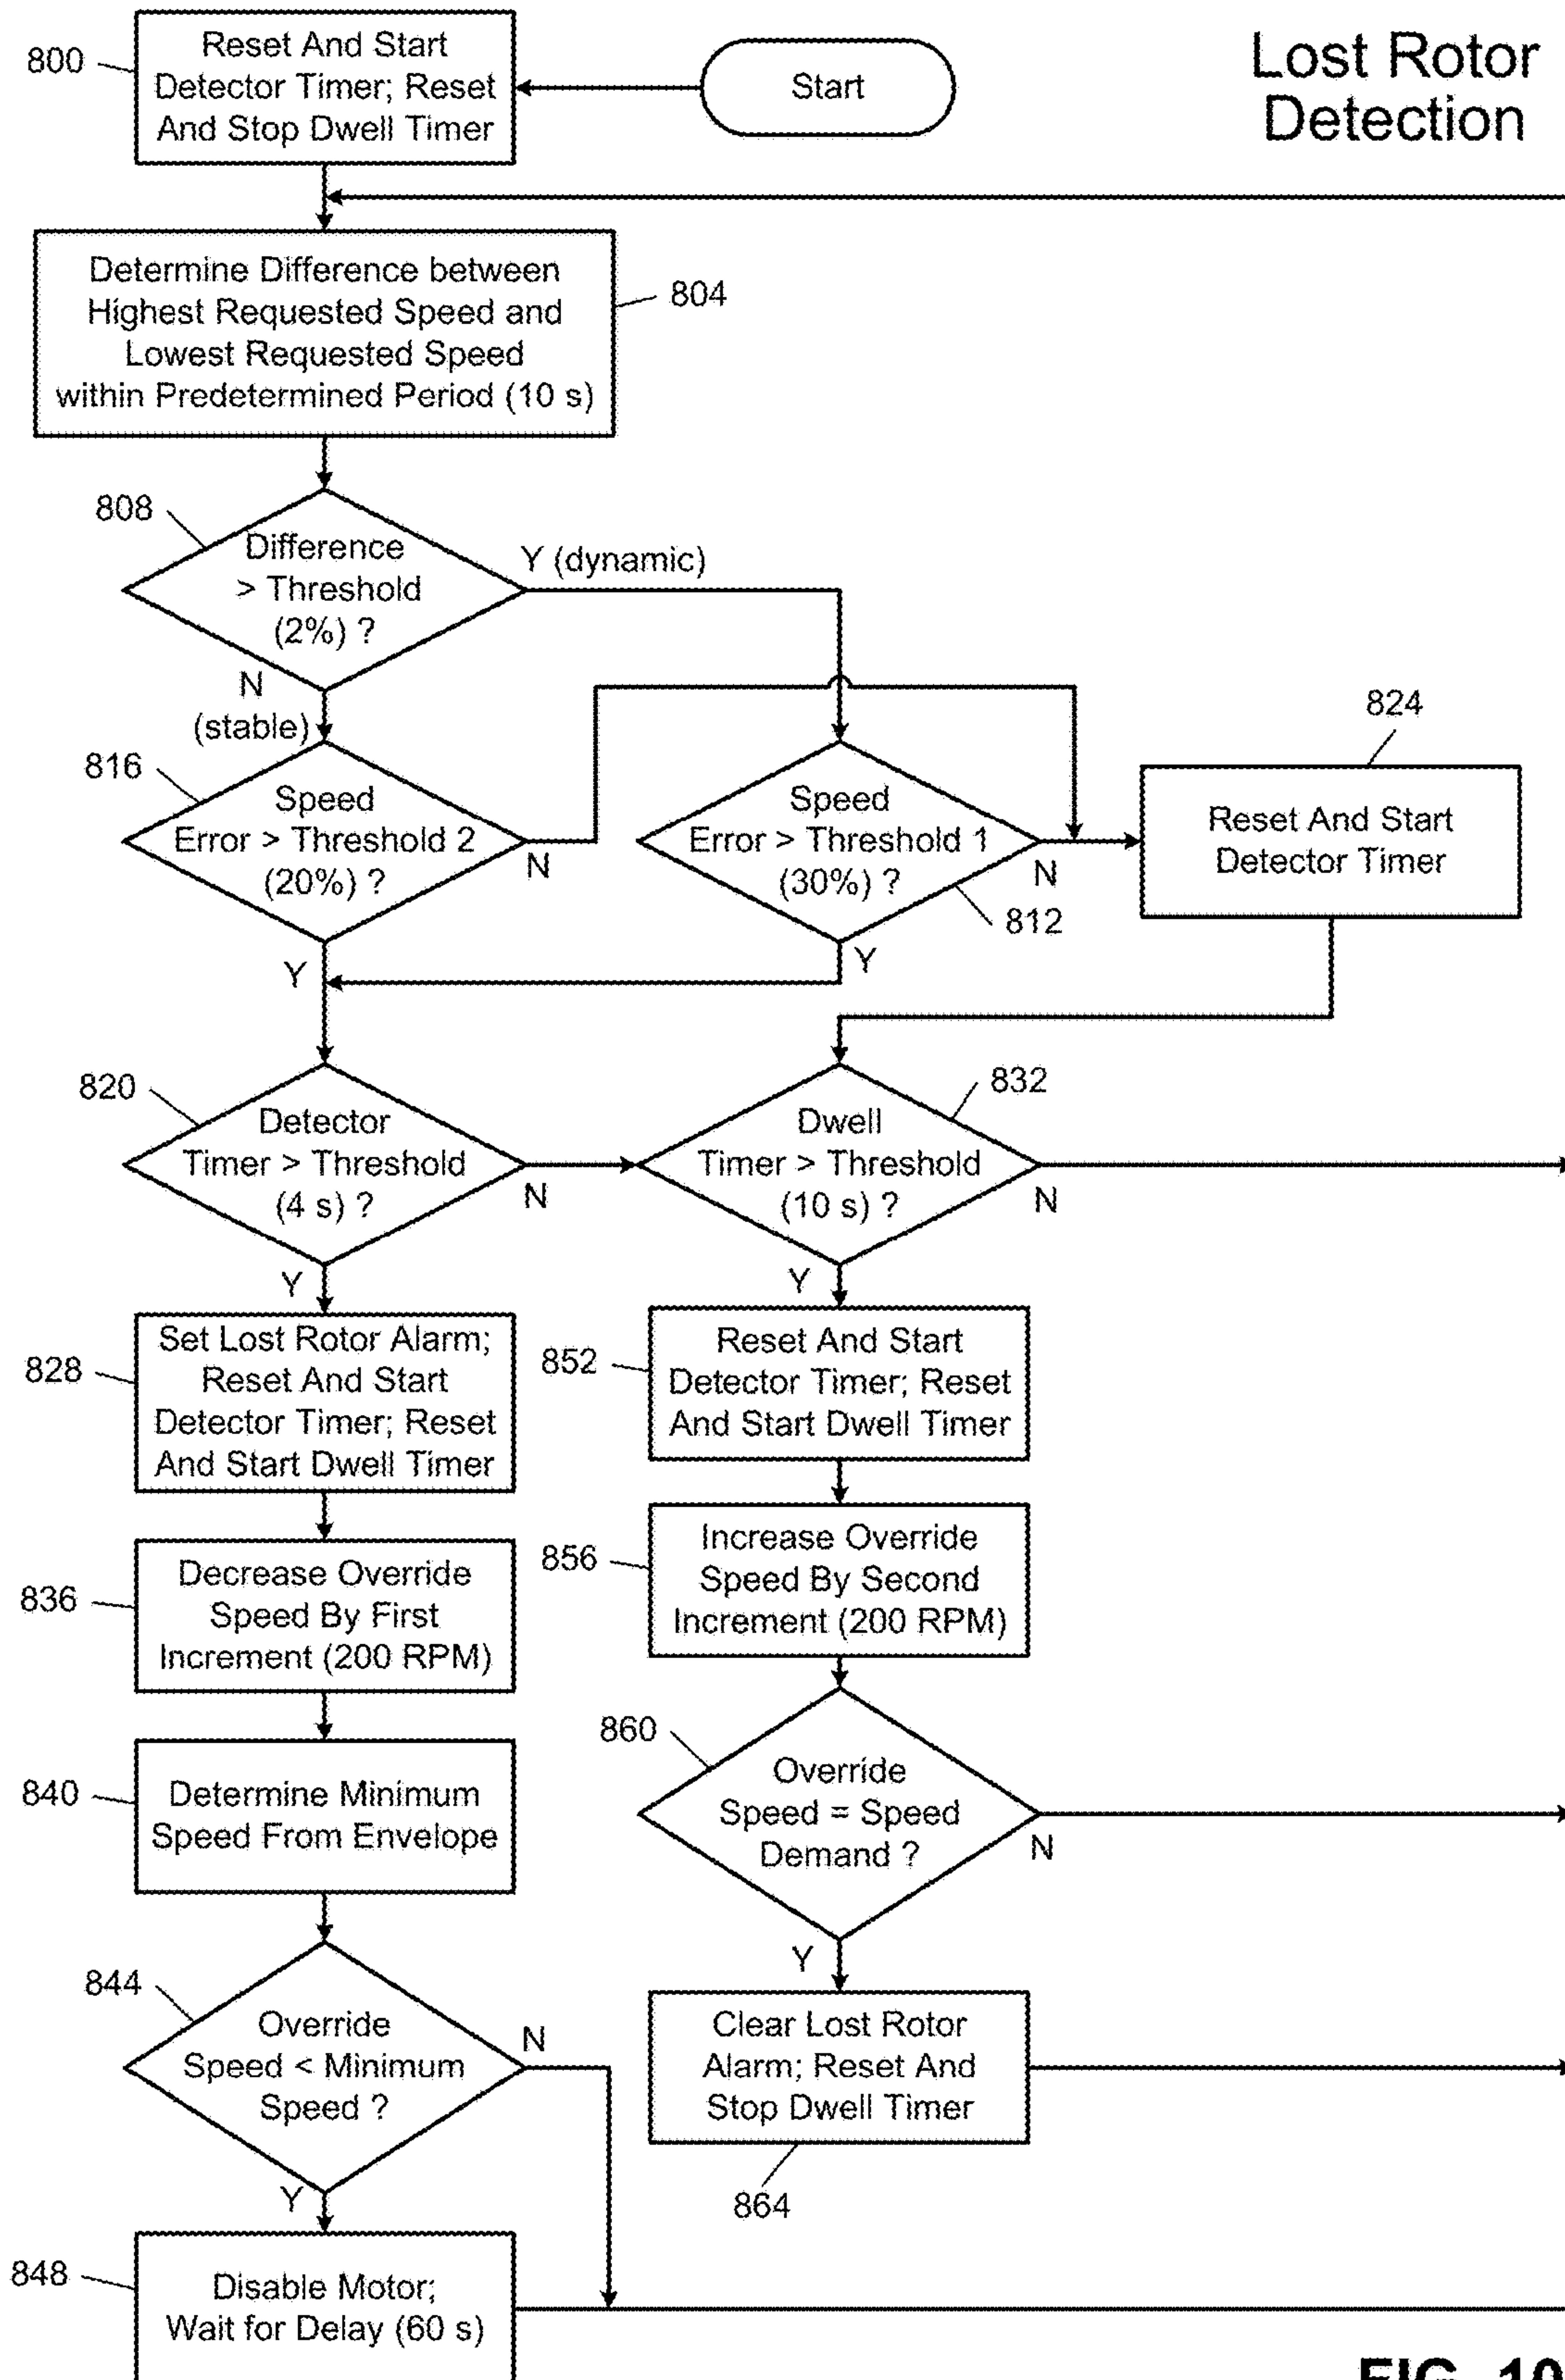 Lost Rotor
Detection
Start
800
Reset And Start
Detector Timer; Reset
And Stop Dwell Timer
Determine Difference between
Highest Requested Speed and
Lowest Requested Speed
within Predetermined Period (10 s)
804
808
Difference
> Threshold
(2%) ?
Y (dynamic)
N
(stable)
816
Speed
Error > Threshold 2
(20%) ?
N
Y
Speed
Error > Threshold 1
(30%) ?
N
812
Y
824
Reset And Start
Detector Timer
820
Detector
Timer > Threshold
(4 s) ?
N
Y
832
Dwell
Timer > Threshold
(10 s) ?
N
Y
828
Set Lost Rotor Alarm;
Reset And Start
Detector Timer; Reset
And Start Dwell Timer
852
Reset And Start
Detector Timer; Reset
And Start Dwell Timer
836
Decrease Override
Speed By First
Increment (200 RPM)
856
Increase Override
Speed By Second
Increment (200 RPM)
840
Determine Minimum
Speed From Envelope
860
Override
Speed = Speed
Demand ?
N
Y
844
Override
Speed < Minimum
Speed ?
N
Y
Clear Lost Rotor
Alarm; Reset And
Stop Dwell Timer
864
848
Disable Motor;
Wait for Delay (60 s)
FIG. 10